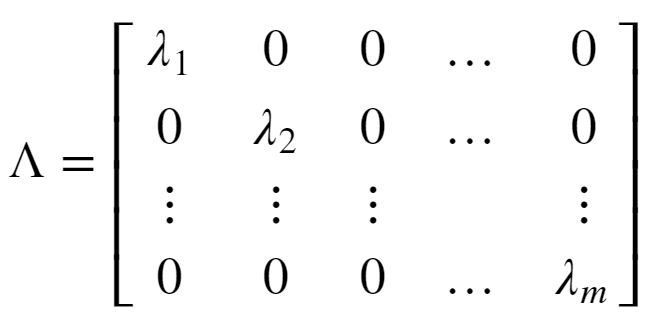 λ₁ 0 0 … 0
0 λ₂ 0 … 0
Λ =
⋮ ⋮ ⋮ ⋮
0 0 0 … λₘ